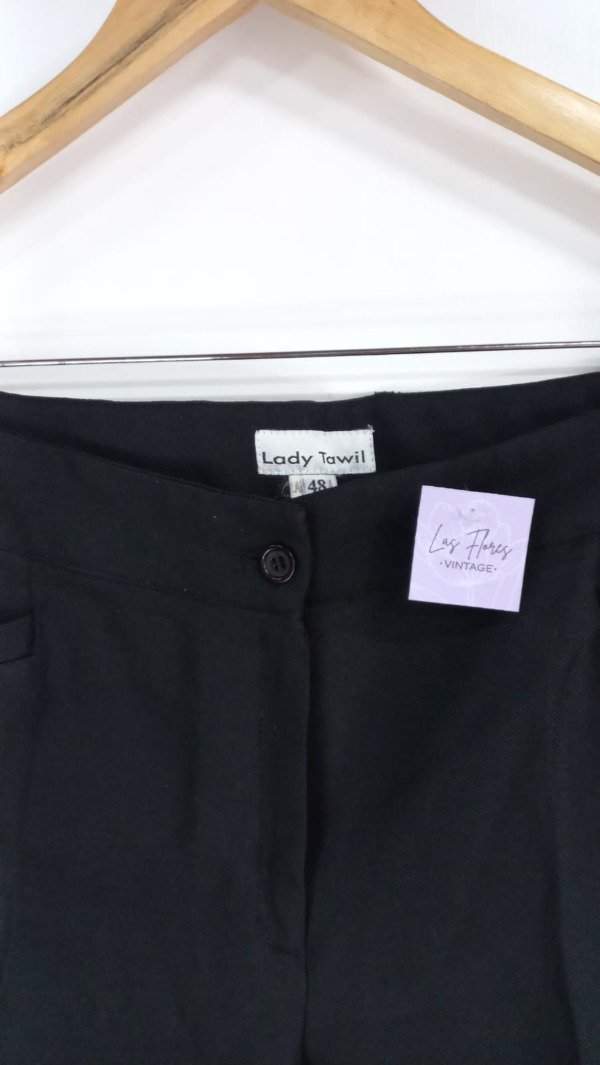 Lady Tawil
48
Las Flores
•VINTAGE•